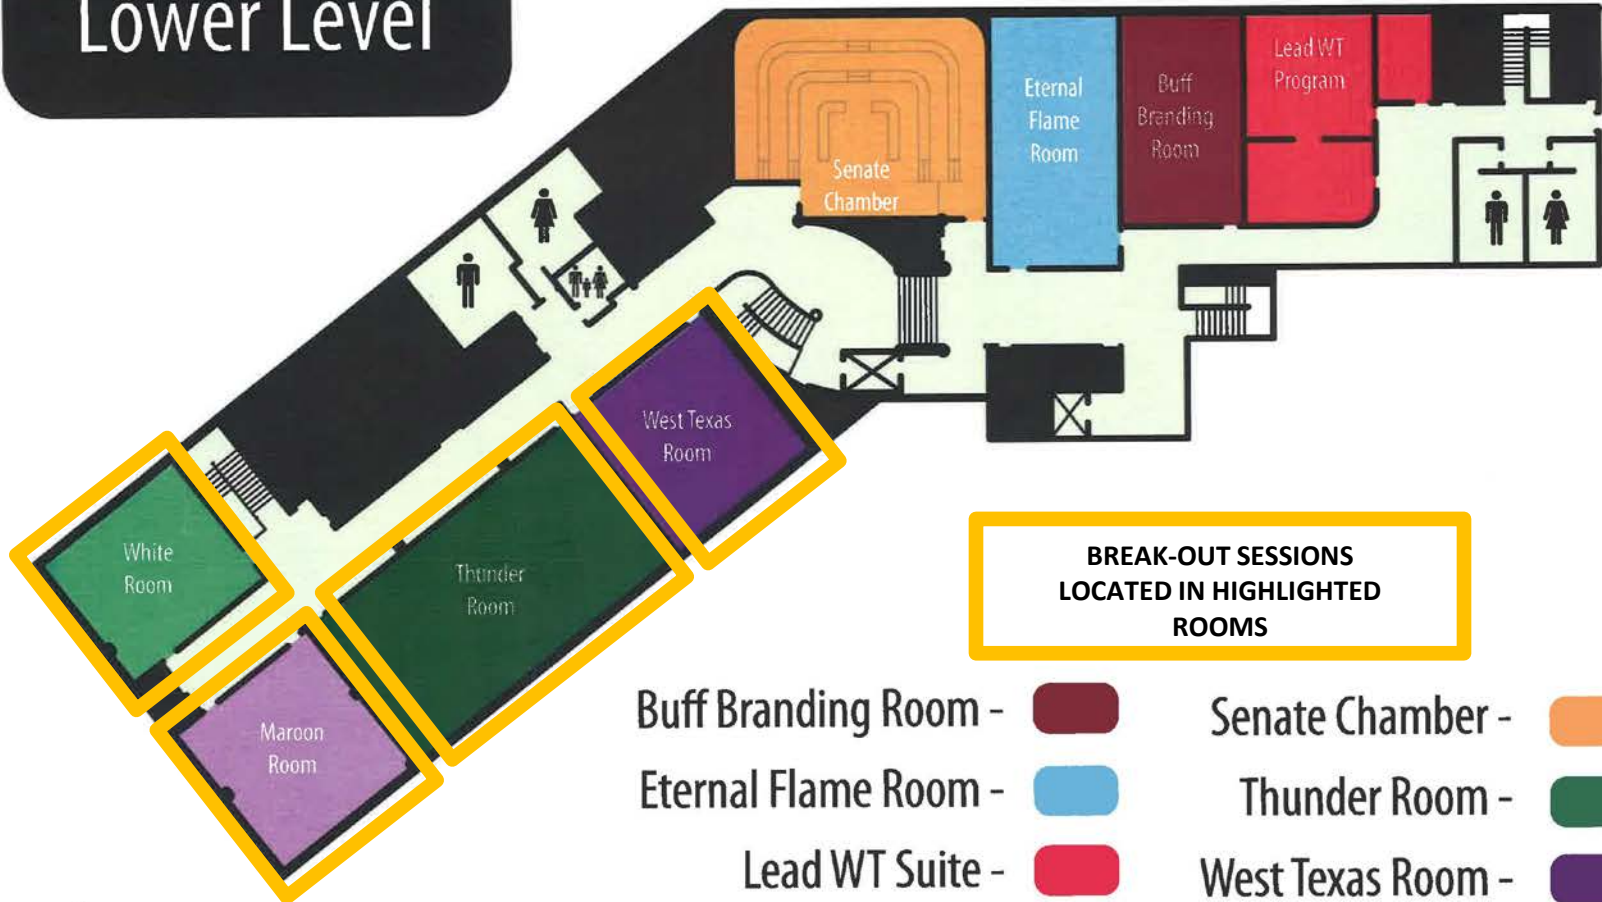 Lower Level
Senate
Chamber
Eternal
Flame
Room
Buff
Branding
Room
Lead WT
Program
West Texas
Room
White
Room
Thunder
Room
Maroon
Room
BREAK-OUT SESSIONS
LOCATED IN HIGHLIGHTED
ROOMS
Buff Branding Room -
Senate Chamber -
Eternal Flame Room -
Thunder Room -
Lead WT Suite -
West Texas Room -